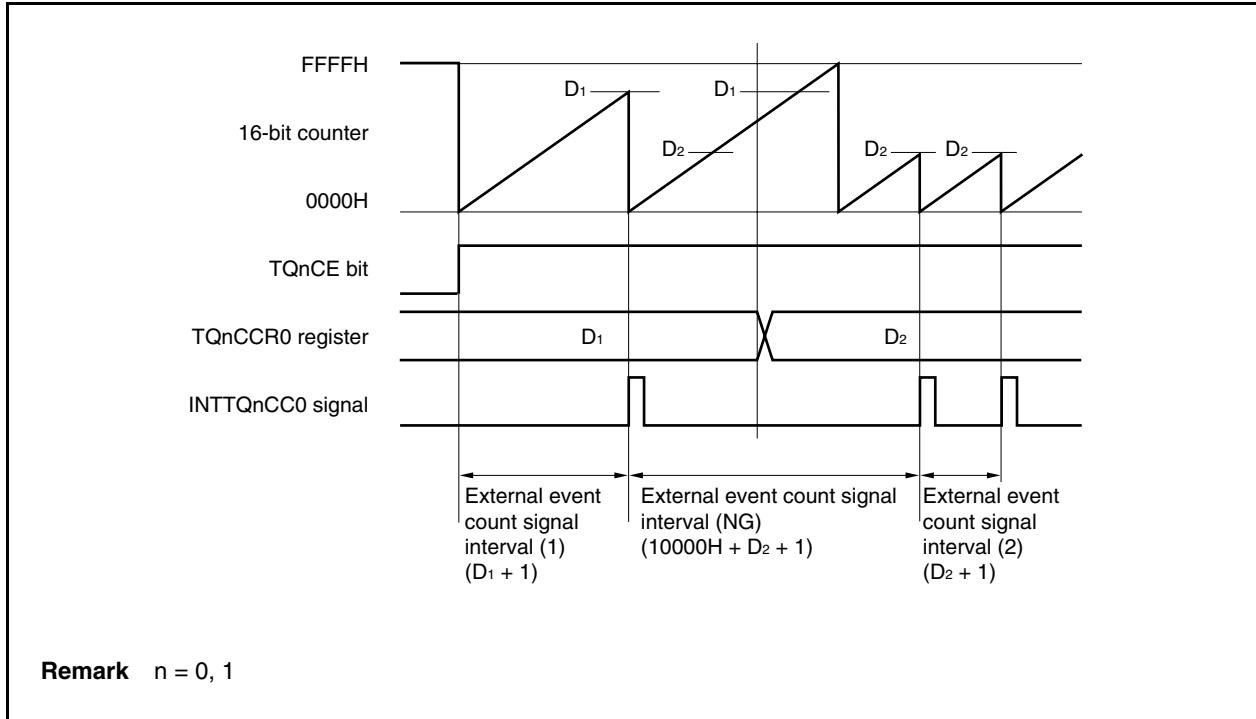 FFFFH
D1
D1
16-bit counter
D2
D2
D2
0000H
TQnCE bit
TQnCCR0 register
D1
D2
INTTQnCC0 signal
External event
count signal
interval (1)
(D1 + 1)
External event count signal
interval (NG)
(10000H + D2 + 1)
External event
count signal
interval (2)
(D2 + 1)
Remark n = 0, 1